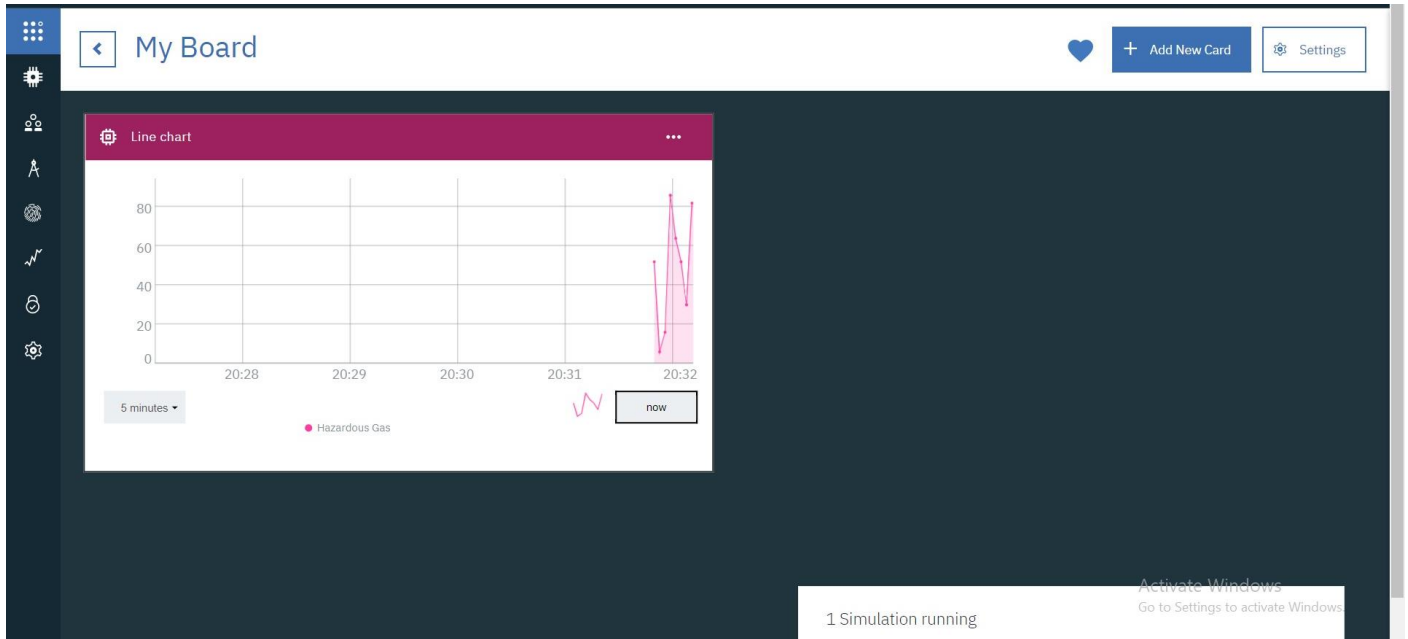 My Board
Add New Card
Settings
Line chart
80
60
40
20
0
20:28 20:29 20:30 20:31 20:32
5 minutes
now
Hazardous Gas
Activate Windows
Go to Settings to activate Windows.
1 Simulation running